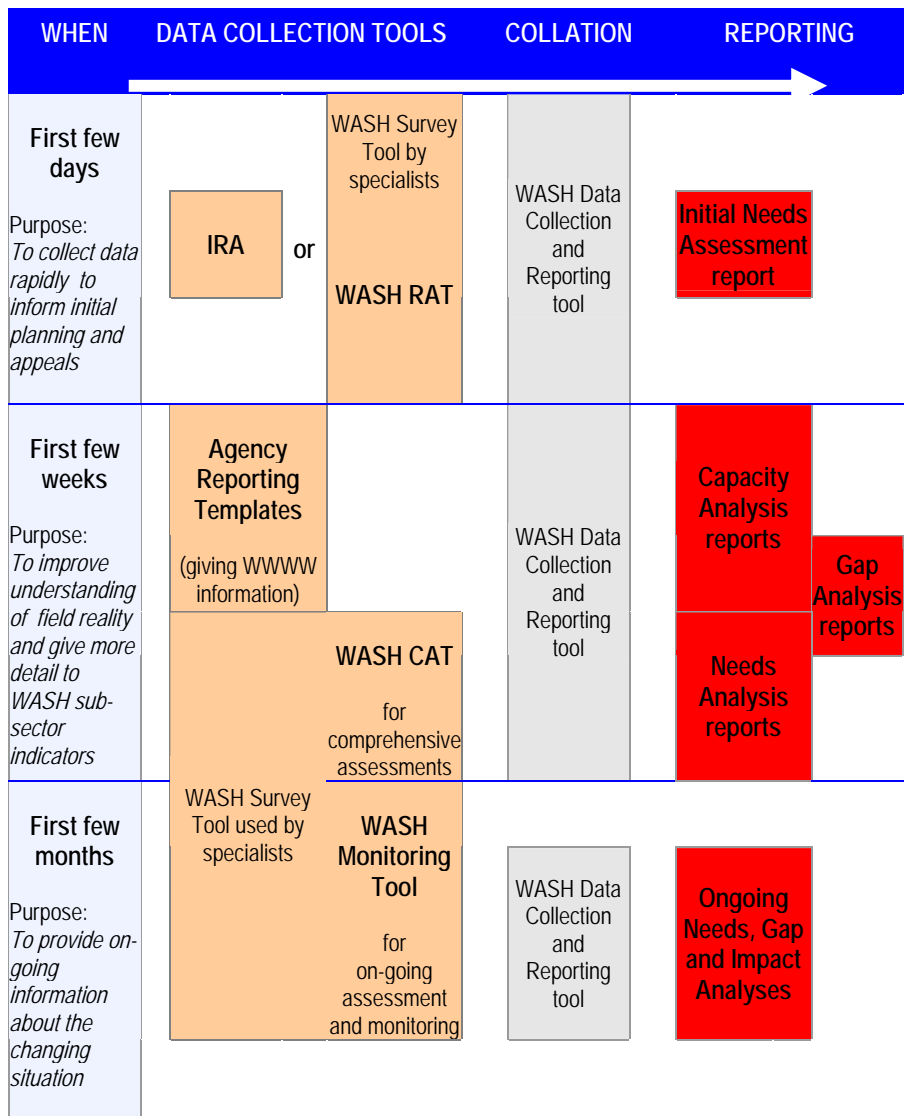 WHEN
DATA COLLECTION TOOLS
COLLATION
REPORTING
First few
days
Purpose:
To collect data
rapidly to
inform initial
planning and
appeals
IRA
or
WASH Survey
Tool by
specialists
WASH RAT
WASH Data
Collection
and
Reporting
tool
Initial Needs
Assessment
report
First few
weeks
Purpose:
To improve
understanding
of field reality
and give more
detail to
WASH sub-
sector
indicators
Agency
Reporting
Templates
(giving WWWW
information)
WASH CAT
for
comprehensive
assessments
WASH Data
Collection
and
Reporting
tool
Capacity
Analysis
reports
Needs
Analysis
reports
Gap
Analysis
reports
First few
months
Purpose:
To provide on-
going
information
about the
changing
situation
WASH Survey
Tool used by
specialists
WASH
Monitoring
Tool
for
on-going
assessment
and monitoring
WASH Data
Collection
and
Reporting
tool
Ongoing
Needs, Gap
and Impact
Analyses